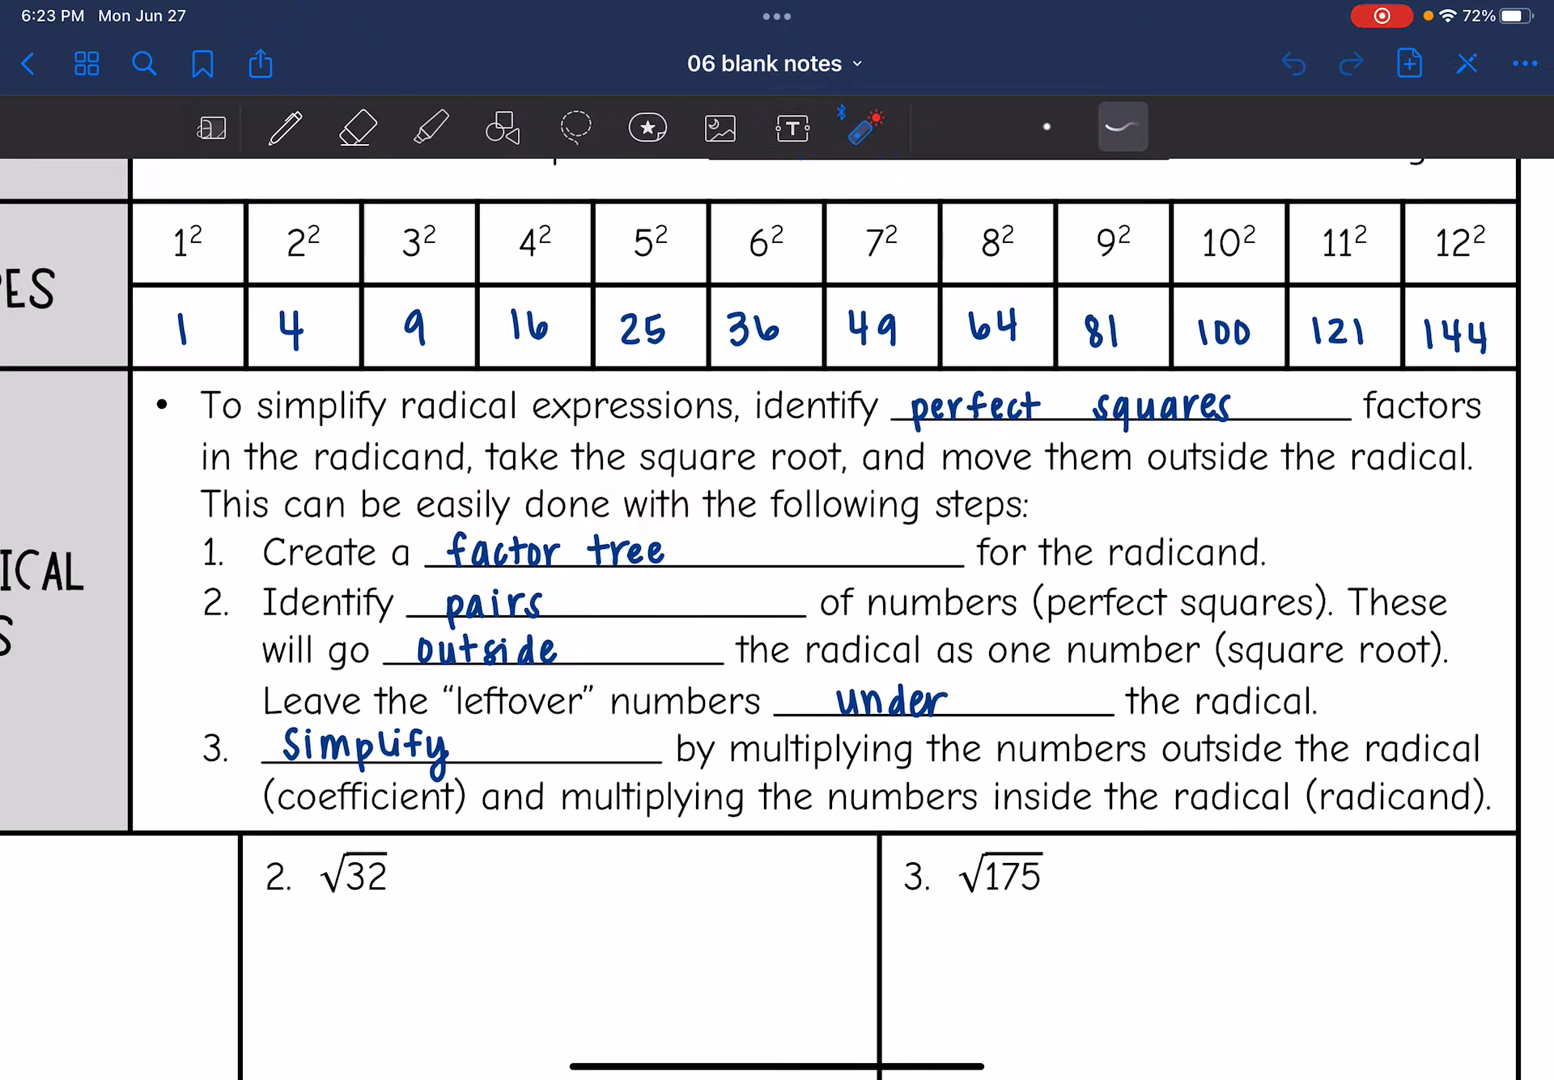 6:23 PM Mon Jun 27
72%
06 blank notes
T
1² 2² 3² 4² 5² 6² 7² 8² 9² 10² 11² 12²
PES
1 4 9 16 25 36 49 64 81 100 121 144
• To simplify radical expressions, identify perfect squares factors
in the radicand, take the square root, and move them outside the radical.
This can be easily done with the following steps:
1. Create a factor tree for the radicand.
ICAL
2. Identify pairs of numbers (perfect squares). These
S
will go outside the radical as one number (square root).
Leave the “leftover” numbers under the radical.
3. Simplify by multiplying the numbers outside the radical
(coefficient) and multiplying the numbers inside the radical (radicand).
2. √32
3. √175